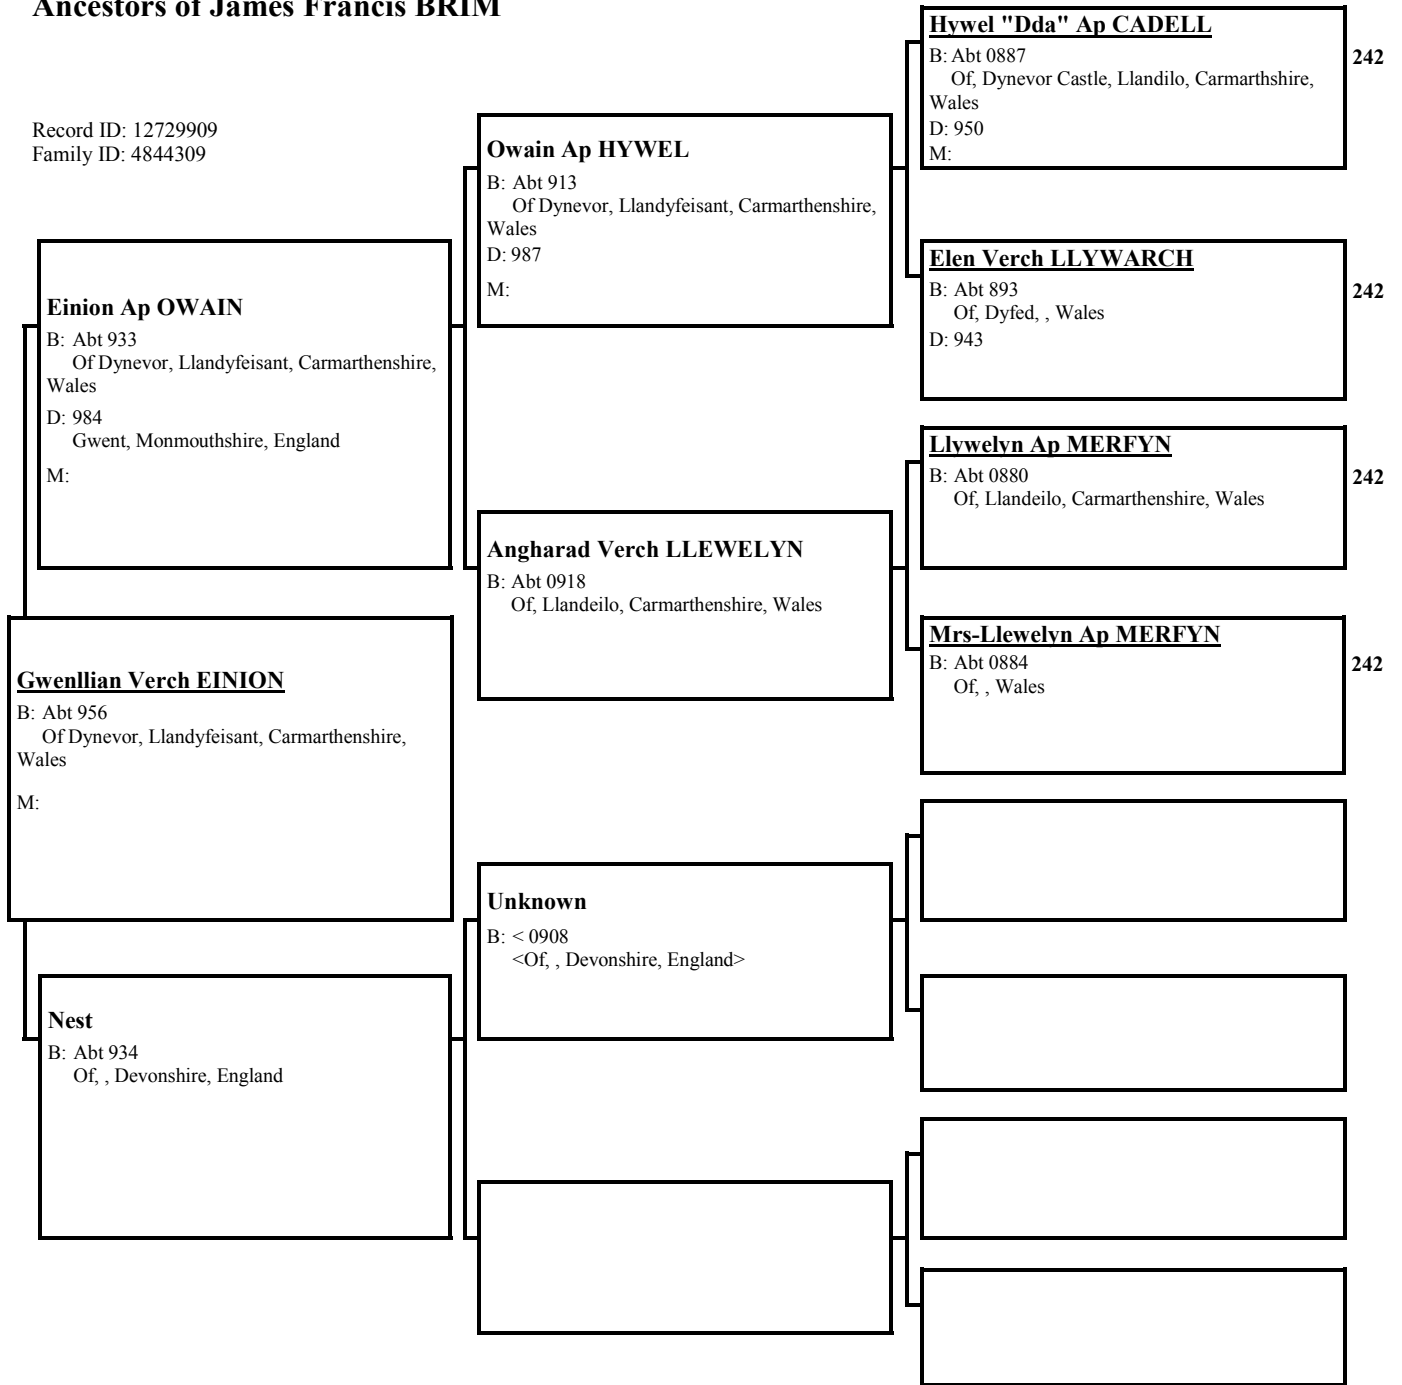 Ancestors of James Francis BRIM
Record ID: 12729909
Family ID: 4844309
Hywel "Dda" Ap CADELL
B: Abt 0887
Of, Dynevor Castle, Llandilo, Carmarthshire,
Wales
D: 950
M:
242
Owain Ap HYWEL
B: Abt 913
Of Dynevor, Llandyfeisant, Carmarthenshire,
Wales
D: 987
M:
Elen Verch LLYWARCH
B: Abt 893
Of, Dyfed, , Wales
D: 943
242
Einion Ap OWAIN
B: Abt 933
Of Dynevor, Llandyfeisant, Carmarthenshire,
Wales
D: 984
Gwent, Monmouthshire, England
M:
Llywelyn Ap MERFYN
B: Abt 0880
Of, Llandeilo, Carmarthenshire, Wales
242
Angharad Verch LLEWELYN
B: Abt 0918
Of, Llandeilo, Carmarthenshire, Wales
Mrs-Llewelyn Ap MERFYN
B: Abt 0884
Of, , Wales
242
Gwenllian Verch EINION
B: Abt 956
Of Dynevor, Llandyfeisant, Carmarthenshire,
Wales
M:
Unknown
B: < 0908
<Of, , Devonshire, England>
Nest
B: Abt 934
Of, , Devonshire, England